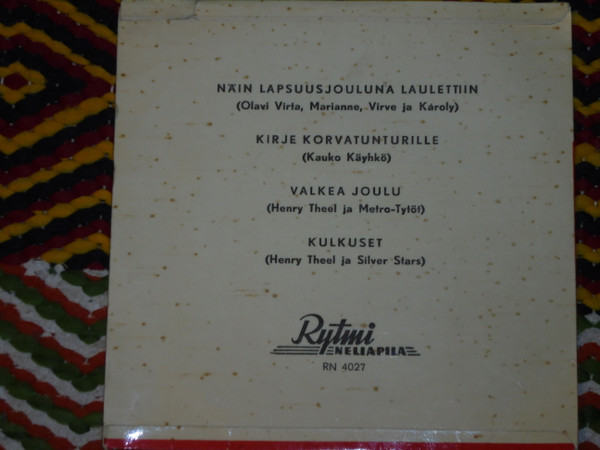 NÄIN LAPSUUSJOULUNA LAULETTIIN
(Olavi Virta, Marianne, Virve ja Károly)
KIRJE KORVATUNTURILLE
(Kauko Käyhkö)
VALKEA JOULU
(Henry Theel ja Metro-Tytöt)
KULKUSET
(Henry Theel ja Silver Stars)
Rytmi
NELIAPILA
RN 4027